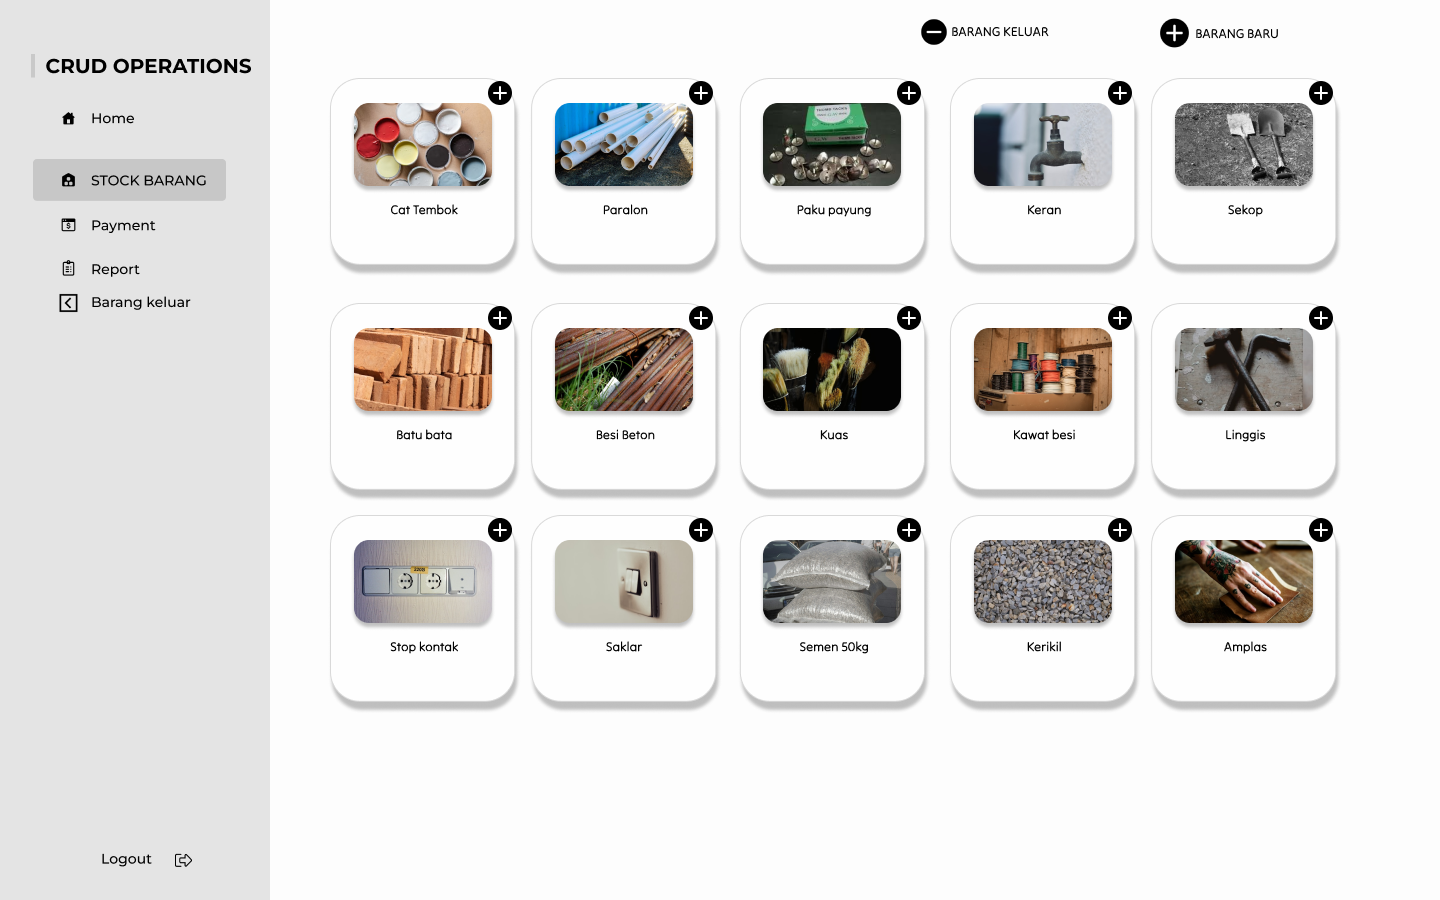 CRUD OPERATIONS
Home
STOCK BARANG
Payment
Report
Barang keluar
Logout
BARANG KELUAR
BARANG BARU
Cat Tembok
Paralon
Paku payung
Keran
Sekop
Batu bata
Besi Beton
Kuas
Kawat besi
Linggis
Stop kontak
Saklar
Semen 50kg
Kerikil
Amplas